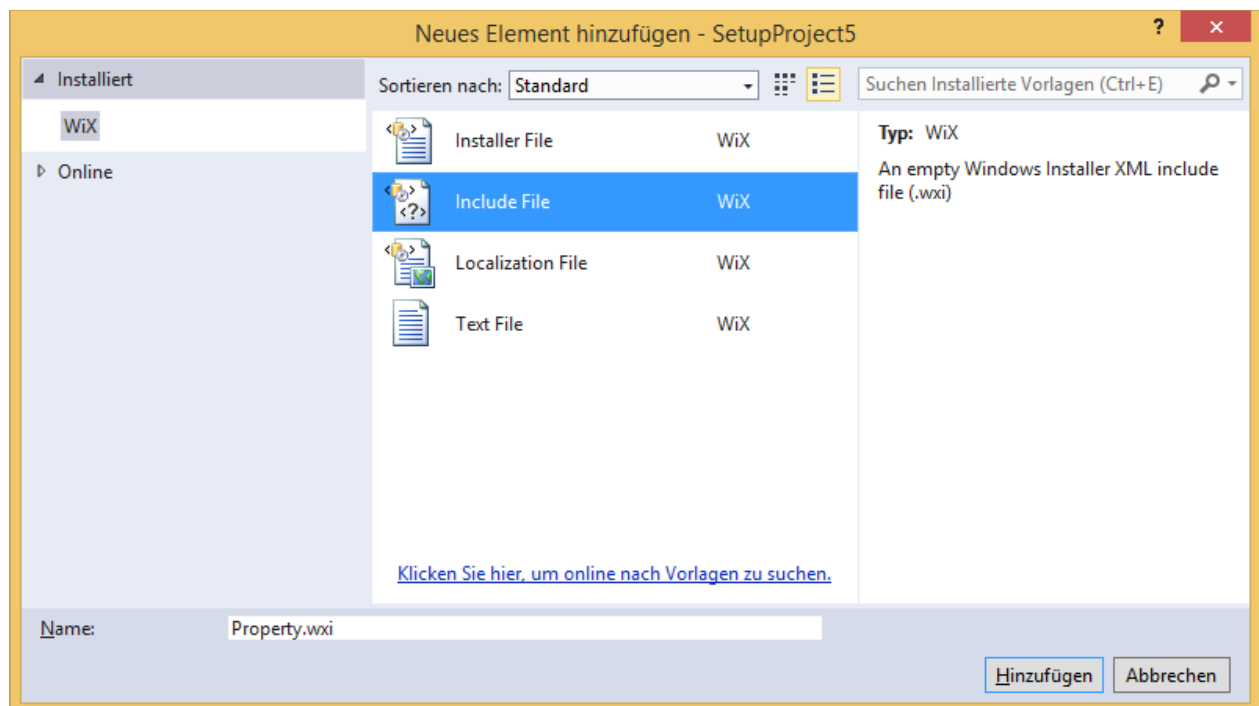 Neues Element hinzufügen - SetupProject5
?
Installiert
WiX
Online
Sortieren nach: Standard
Suchen Installierte Vorlagen (Ctrl+E)
Installer File WiX
Include File WiX
Localization File WiX
Text File WiX
Klicken Sie hier, um online nach Vorlagen zu suchen.
Typ: WiX
An empty Windows Installer XML include
file (.wxi)
Name: Property.wxi
Hinzufügen Abbrechen